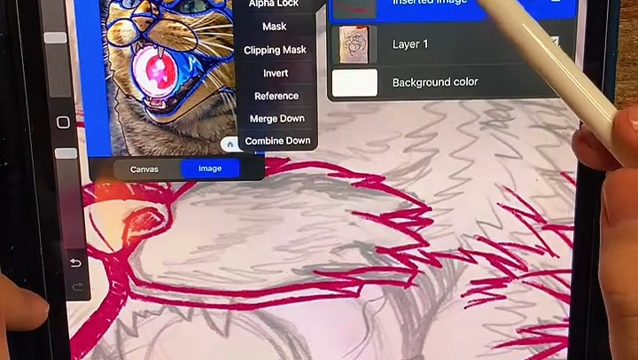 Alpha Lock
Mask
Clipping Mask
Invert
Reference
Merge Down
Combine Down
Inserted Image
Layer 1
Background color
Canvas
Image